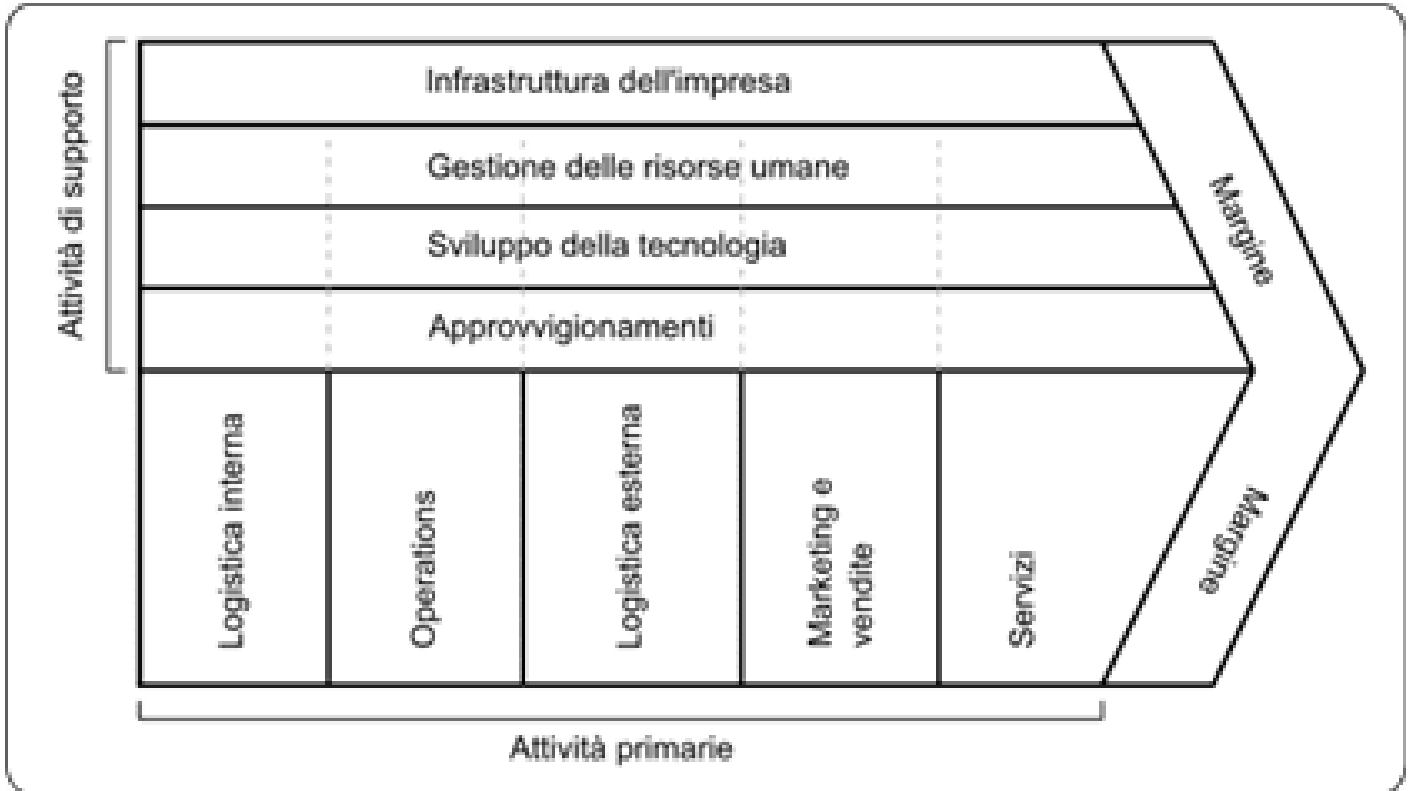 Attività di supporto
Infrastruttura dell'impresa
Gestione delle risorse umane
Sviluppo della tecnologia
Approvvigionamenti
Margine
Logistica interna
Operations
Logistica esterna
Marketing e
vendite
Servizi
Margine
Attività primarie